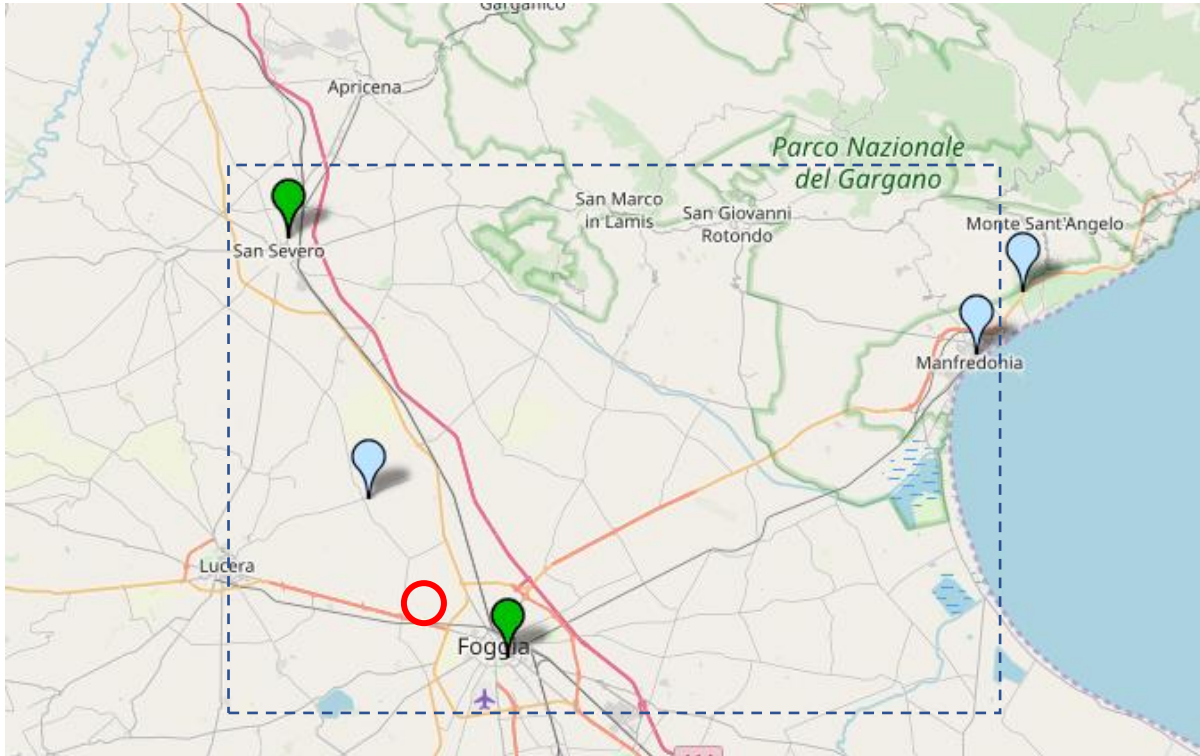 Garganico
Apricena
Parco Nazionale
del Gargano
San Marco
in Lamis
San Giovanni
Rotondo
Monte Sant'Angelo
San Severo
Manfredonia
Lucera
Foggia